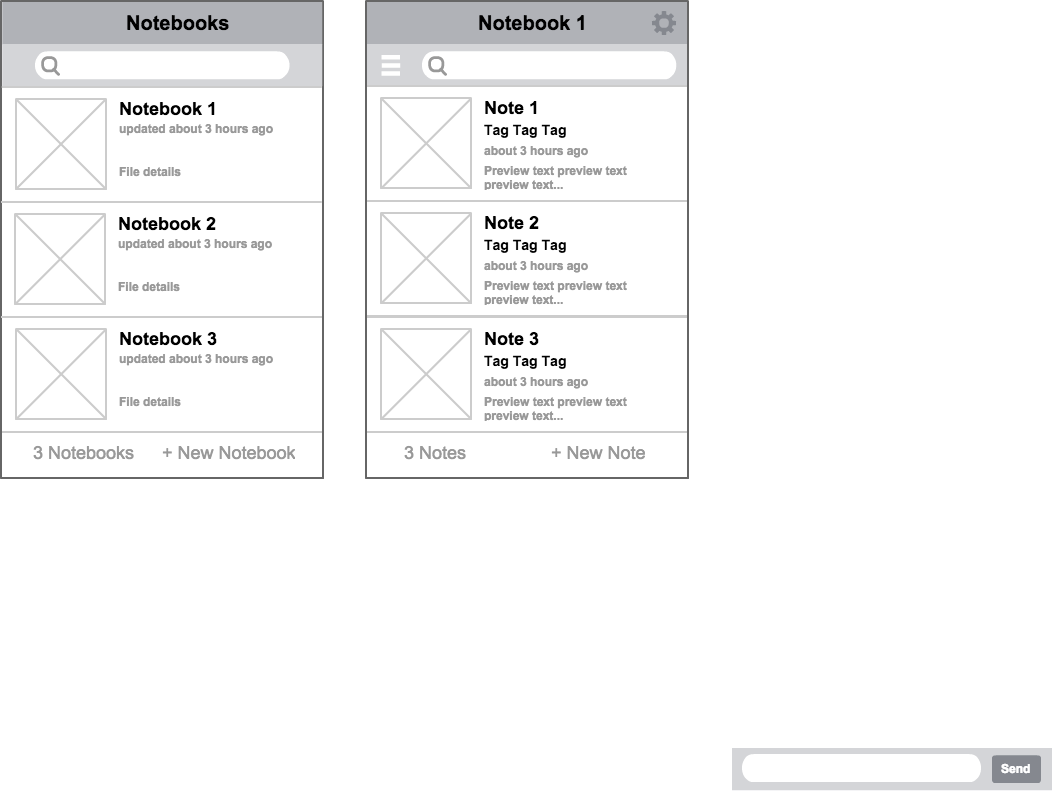 Notebooks
Notebook 1
updated about 3 hours ago
File details
Notebook 2
updated about 3 hours ago
File details
Notebook 3
updated about 3 hours ago
File details
3 Notebooks
+ New Notebook
Notebook 1
Note 1
Tag Tag Tag
about 3 hours ago
Preview text preview text
preview text...
Note 2
Tag Tag Tag
about 3 hours ago
Preview text preview text
preview text...
Note 3
Tag Tag Tag
about 3 hours ago
Preview text preview text
preview text...
3 Notes
+ New Note
Send